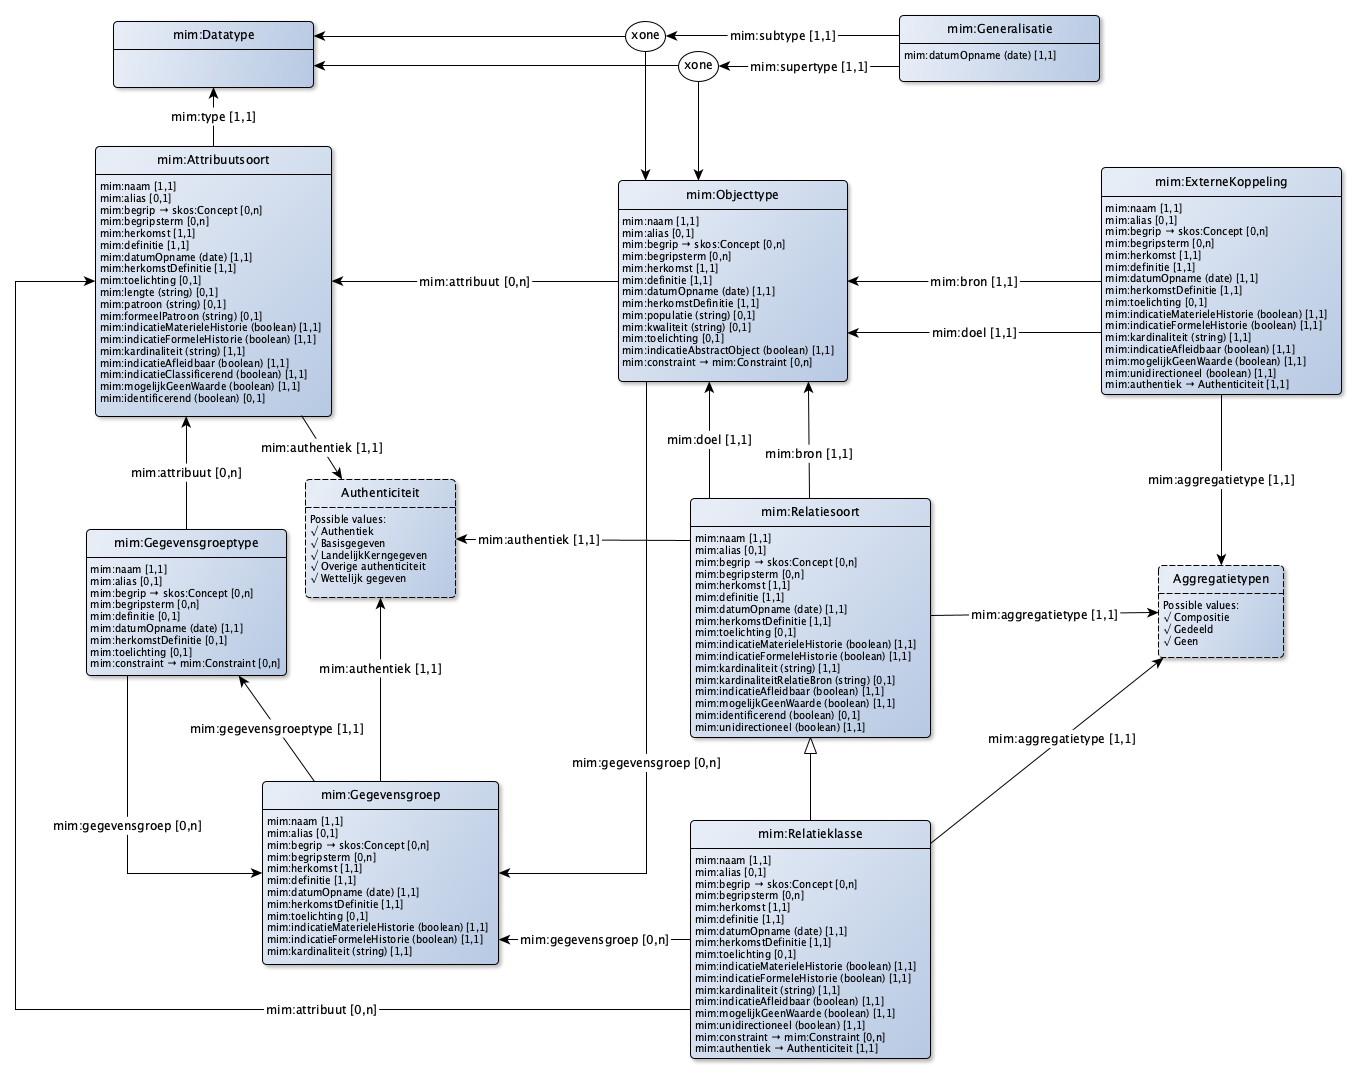 mim:Datatype
xone
mim:subtype [1,1]
mim:Generalisatie
mim:datumOpname (date) [1,1]
xone
mim:supertype [1,1]
mim:type [1,1]
mim:Attribuutsoort
mim:naam [1,1]
mim:alias [0,1]
mim:begrip → skos:Concept [0,n]
mim:begripsterm [0,n]
mim:herkomst [1,1]
mim:definitie [1,1]
mim:datumOpname (date) [1,1]
mim:herkomstDefinitie [1,1]
mim:toelichting [0,1]
mim:lengte (string) [0,1]
mim:patroon (string) [0,1]
mim:formeelPatroon (string) [0,1]
mim:indicatieMaterieleHistorie (boolean) [1,1]
mim:indicatieFormeleHistorie (boolean) [1,1]
mim:kardinaliteit (string) [1,1]
mim:indicatieAfleidbaar (boolean) [1,1]
mim:indicatieClassificerend (boolean) [1,1]
mim:mogelijkGeenWaarde (boolean) [1,1]
mim:identificerend (boolean) [0,1]
mim:attribuut [0,n]
mim:Objecttype
mim:naam [1,1]
mim:alias [0,1]
mim:begrip → skos:Concept [0,n]
mim:begripsterm [0,n]
mim:herkomst [1,1]
mim:definitie [1,1]
mim:datumOpname (date) [1,1]
mim:herkomstDefinitie [1,1]
mim:populatie (string) [0,1]
mim:kwaliteit (string) [0,1]
mim:toelichting [0,1]
mim:indicatieAbstractObject (boolean) [1,1]
mim:constraint → mim:Constraint [0,n]
mim:bron [1,1]
mim:doel [1,1]
mim:ExterneKoppeling
mim:naam [1,1]
mim:alias [0,1]
mim:begrip → skos:Concept [0,n]
mim:begripsterm [0,n]
mim:herkomst [1,1]
mim:definitie [1,1]
mim:datumOpname (date) [1,1]
mim:herkomstDefinitie [1,1]
mim:toelichting [0,1]
mim:indicatieMaterieleHistorie (boolean) [1,1]
mim:indicatieFormeleHistorie (boolean) [1,1]
mim:kardinaliteit (string) [1,1]
mim:indicatieAfleidbaar (boolean) [1,1]
mim:mogelijkGeenWaarde (boolean) [1,1]
mim:unidirectioneel (boolean) [1,1]
mim:authentiek → Authenticiteit [1,1]
mim:attribuut [0,n]
mim:authentiek [1,1]
Authenticiteit
Possible values:
√ Authentiek
√ Basisgegeven
√ LandelijkKerngegeven
√ Overige authenticiteit
√ Wettelijk gegeven
mim:authentiek [1,1]
mim:doel [1,1]
mim:bron [1,1]
mim:aggregatietype [1,1]
mim:Gegevensgroeptype
mim:naam [1,1]
mim:alias [0,1]
mim:begrip → skos:Concept [0,n]
mim:begripsterm [0,n]
mim:definitie [0,1]
mim:datumOpname (date) [1,1]
mim:herkomstDefinitie [0,1]
mim:toelichting [0,1]
mim:constraint → mim:Constraint [0,n]
mim:Relatiesoort
mim:naam [1,1]
mim:alias [0,1]
mim:begrip → skos:Concept [0,n]
mim:begripsterm [0,n]
mim:herkomst [1,1]
mim:definitie [1,1]
mim:datumOpname (date) [1,1]
mim:herkomstDefinitie [1,1]
mim:toelichting [0,1]
mim:indicatieMaterieleHistorie (boolean) [1,1]
mim:indicatieFormeleHistorie (boolean) [1,1]
mim:kardinaliteit (string) [1,1]
mim:kardinaliteitRelatieBron (string) [0,1]
mim:indicatieAfleidbaar (boolean) [1,1]
mim:mogelijkGeenWaarde (boolean) [1,1]
mim:identificerend (boolean) [0,1]
mim:unidirectioneel (boolean) [1,1]
mim:aggregatietype [1,1]
Aggregatietypen
Possible values:
√ Compositie
√ Gedeeld
√ Geen
mim:authentiek [1,1]
mim:gegevensgroeptype [1,1]
mim:gegevensgroep [0,n]
mim:aggregatietype [1,1]
mim:gegevensgroep [0,n]
mim:Gegevensgroep
mim:naam [1,1]
mim:alias [0,1]
mim:begrip → skos:Concept [0,n]
mim:begripsterm [0,n]
mim:herkomst [1,1]
mim:definitie [1,1]
mim:datumOpname (date) [1,1]
mim:herkomstDefinitie [1,1]
mim:toelichting [0,1]
mim:indicatieMaterieleHistorie (boolean) [1,1]
mim:indicatieFormeleHistorie (boolean) [1,1]
mim:kardinaliteit (string) [1,1]
mim:gegevensgroep [0,n]
mim:attribuut [0,n]
mim:Relatieklasse
mim:naam [1,1]
mim:alias [0,1]
mim:begrip → skos:Concept [0,n]
mim:begripsterm [0,n]
mim:herkomst [1,1]
mim:definitie [1,1]
mim:datumOpname (date) [1,1]
mim:herkomstDefinitie [1,1]
mim:toelichting [0,1]
mim:indicatieMaterieleHistorie (boolean) [1,1]
mim:indicatieFormeleHistorie (boolean) [1,1]
mim:kardinaliteit (string) [1,1]
mim:indicatieAfleidbaar (boolean) [1,1]
mim:mogelijkGeenWaarde (boolean) [1,1]
mim:unidirectioneel (boolean) [1,1]
mim:constraint → mim:Constraint [0,n]
mim:authentiek → Authenticiteit [1,1]